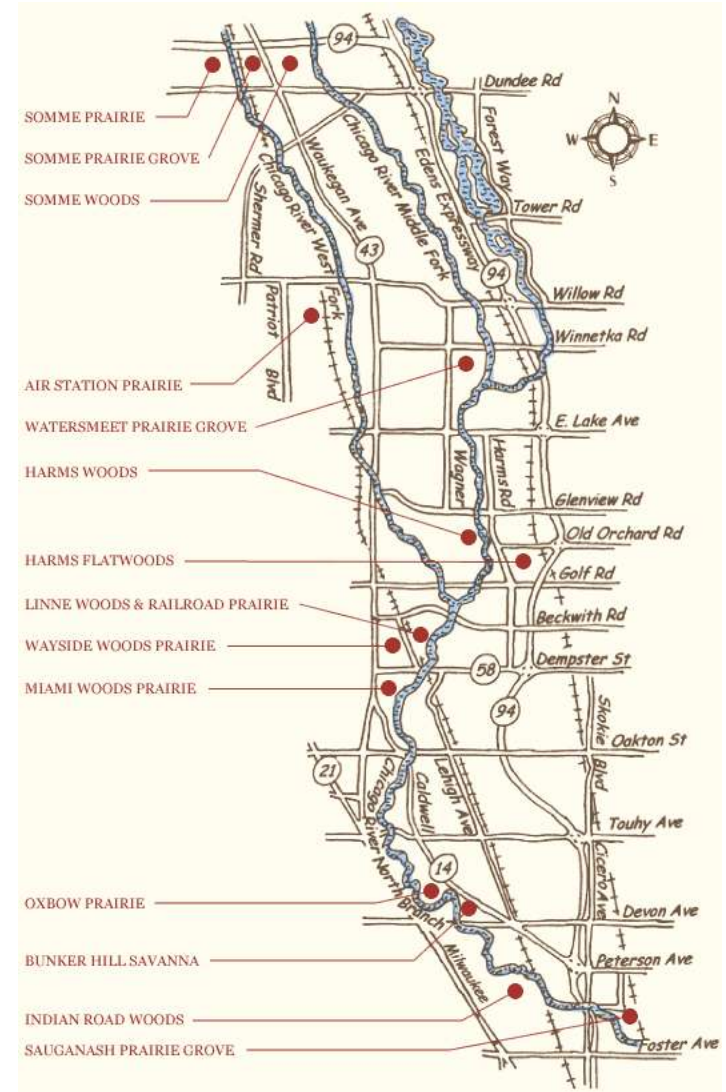 94
Dundee Rd
SOMME PRAIRIE
SOMME PRAIRIE GROVE
SOMME WOODS
Forest Way
N
W
E
S
Chicago River West Fork
Waukegan Ave
Chicago River Middle Fork
Edens Expressway
Tower Rd
Shermer Rd
43
94
Patriot Blvd
Willow Rd
Winnetka Rd
AIR STATION PRAIRIE
WATERSMEET PRAIRIE GROVE
E. Lake Ave
HARMS WOODS
Wagner
Harms Rd
Glenview Rd
Old Orchard Rd
HARMS FLATWOODS
Golf Rd
LINNE WOODS & RAILROAD PRAIRIE
Beckwith Rd
WAYSIDE WOODS PRAIRIE
58
Dempster St
MIAMI WOODS PRAIRIE
94
Skokie Blvd
Oakton St
21
Chicago River North Branch
Caldwell
Lehigh Ave
Touhy Ave
14
Cicero Ave
OXBOW PRAIRIE
Devon Ave
BUNKER HILL SAVANNA
Milwaukee
Peterson Ave
INDIAN ROAD WOODS
SAUGANASH PRAIRIE GROVE
Foster Ave